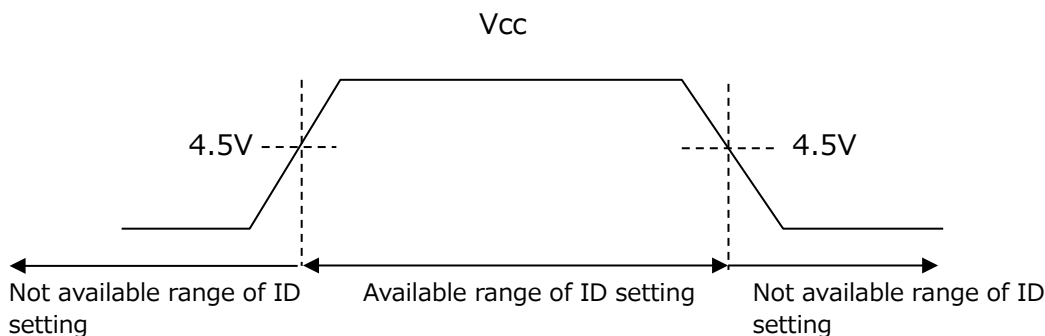 Vcc
4.5V
4.5V
Not available range of ID
setting
Available range of ID setting
Not available range of ID
setting